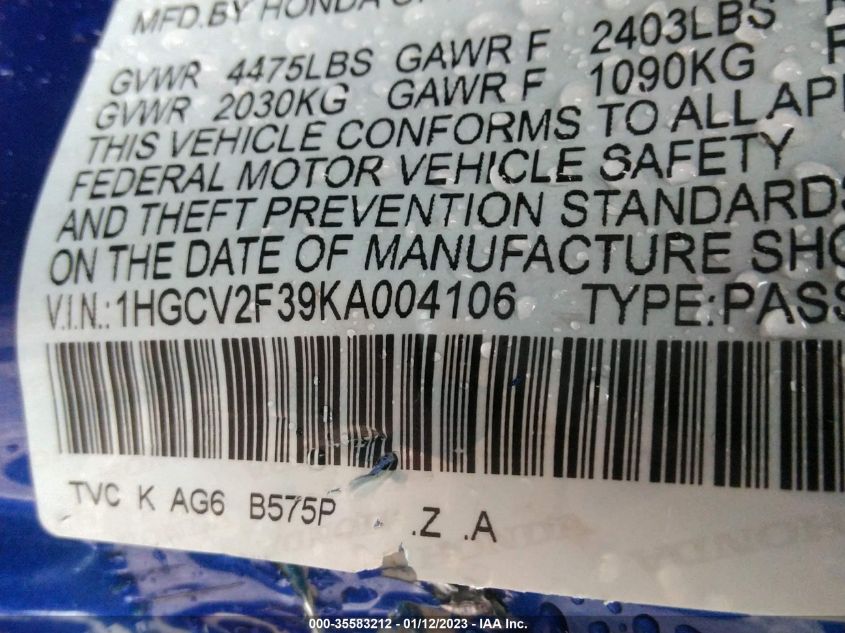 MFD.BY HONDA OF
GVWR 4475LBS GAWR F 2403LBS
GVWR 2030KG GAWR F 1090KG
THIS VEHICLE CONFORMS TO ALL
FEDERAL MOTOR VEHICLE SAFETY
AND THEFT PREVENTION STANDARDS
ON THE DATE OF MANUFACTURE SHO
V.I.N.: 1HGCV2F39KA004106 TYPE:PASS
TVC K AG6 B575P .Z .A
000-35583212 - 01/12/2023 - IAA Inc.